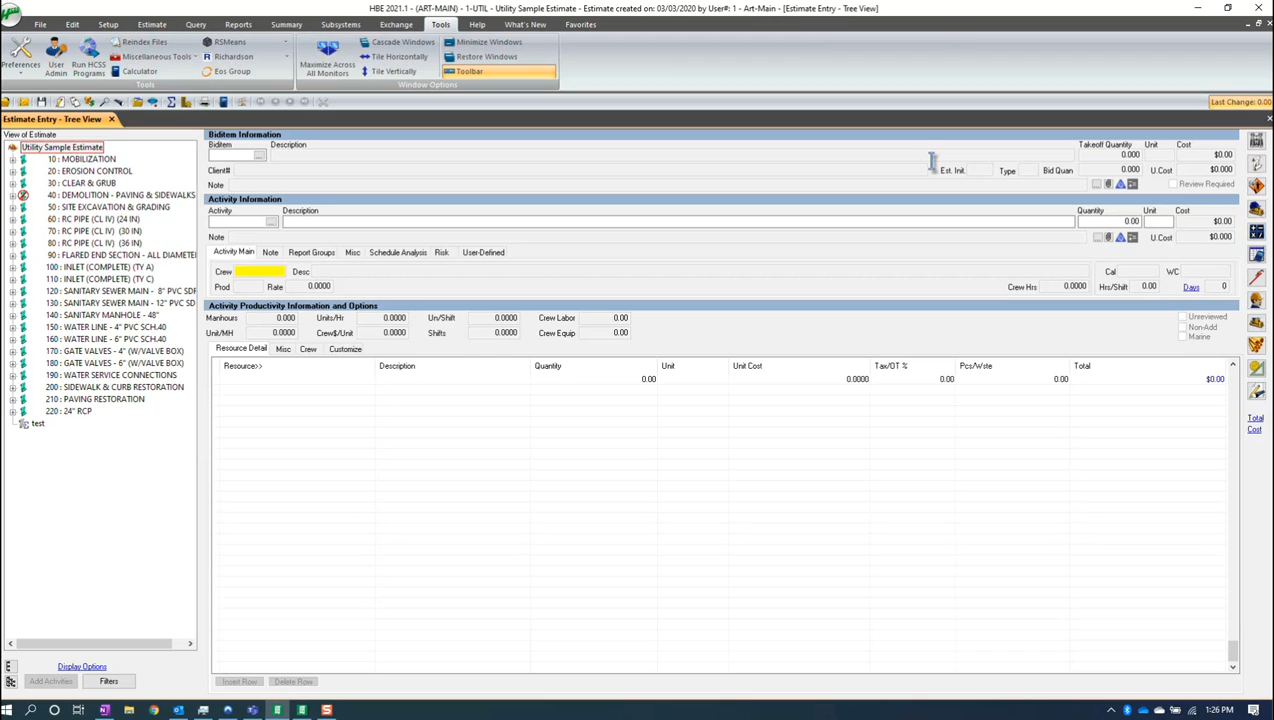 HBE 2021.1 - (ART-MAIN) - 1-UTIL - Utility Sample Estimate - Estimate created on: 03/03/2020 by User#: 1 - Art-Main - [Estimate Entry - Tree View]
File Edit Setup Estimate Query Reports Summary Subsystems Exchange Tools Help What's New Favorites
Preferences
User Admin
Run HCSS Programs
Reindex Files
Miscellaneous Tools
Calculator
RSMeans
Richardson
Eos Group
Tools
Maximize Across All Monitors
Cascade Windows
Tile Horizontally
Tile Vertically
Minimize Windows
Restore Windows
Toolbar
Window Options
Last Change: 0.00
Estimate Entry - Tree View
View of Estimate
Utility Sample Estimate
10 : MOBILIZATION
20 : EROSION CONTROL
30 : CLEAR & GRUB
40 : DEMOLITION - PAVING & SIDEWALKS
50 : SITE EXCAVATION & GRADING
60 : RC PIPE (CL IV) (24 IN)
70 : RC PIPE (CL IV) (30 IN)
80 : RC PIPE (CL IV) (36 IN)
90 : FLARED END SECTION - ALL DIAMETE
100 : INLET (COMPLETE) (TY A)
110 : INLET (COMPLETE) (TY C)
120 : SANITARY SEWER MAIN - 8" PVC SDF
130 : SANITARY SEWER MAIN - 12" PVC SD
140 : SANITARY MANHOLE - 48"
150 : WATER LINE - 4" PVC SCH.40
160 : WATER LINE - 6" PVC SCH.40
170 : GATE VALVES - 4" (W/VALVE BOX)
180 : GATE VALVES - 6" (W/VALVE BOX)
190 : WATER SERVICE CONNECTIONS
200 : SIDEWALK & CURB RESTORATION
210 : PAVING RESTORATION
220 : 24" RCP
test
Display Options
Add Activities Filters
Biditem Information
Biditem Description Takeoff Quantity Unit Cost
0.000 $0.00
Client# Est. Init. Type Bid Quan 0.000 U.Cost $0.000
Note Review Required
Activity Information
Activity Description Quantity Unit Cost
0.00 $0.00
Note U.Cost $0.000
Activity Main Note Report Groups Misc Schedule Analysis Risk User-Defined
Crew Desc Cal WC
Prod Rate 0.0000 Crew Hrs 0.0000 Hrs/Shift 0.00 Days 0
Activity Productivity Information and Options
Manhours 0.000 Units/Hr 0.0000 Un/Shift 0.0000 Crew Labor 0.00 Unreviewed
Non-Add
Unit/MH 0.0000 Crew$/Unit 0.0000 Shifts 0.0000 Crew Equip 0.00 Marine
Resource Detail Misc Crew Customize
Resource>> Description Quantity Unit Unit Cost Tax/OT % Pcs/Wste Total
0.00 0.0000 0.00 0.00 $0.00
Total Cost
Insert Row Delete Row
1:26 PM